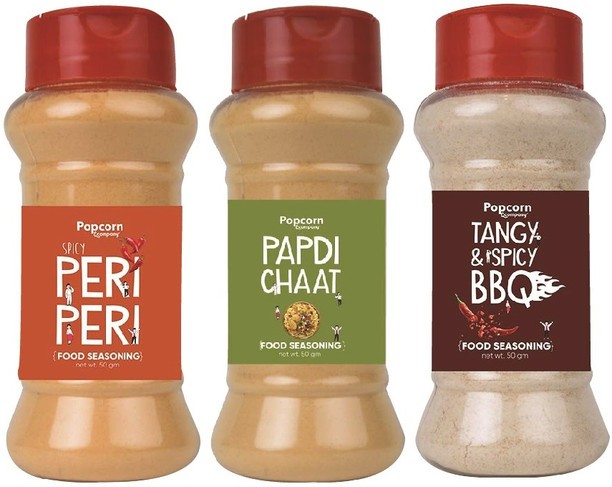 Popcorn
&company
SPICY
PERI
PERI
{FOOD SEASONING}
net wt. 50 gm
Popcorn
&company
PAPDI
CHAAT
{FOOD SEASONING}
net wt. 50 gm
Popcorn
&company
TANGY
& SPICY
BBQ
{FOOD SEASONING}
net wt. 50 gm